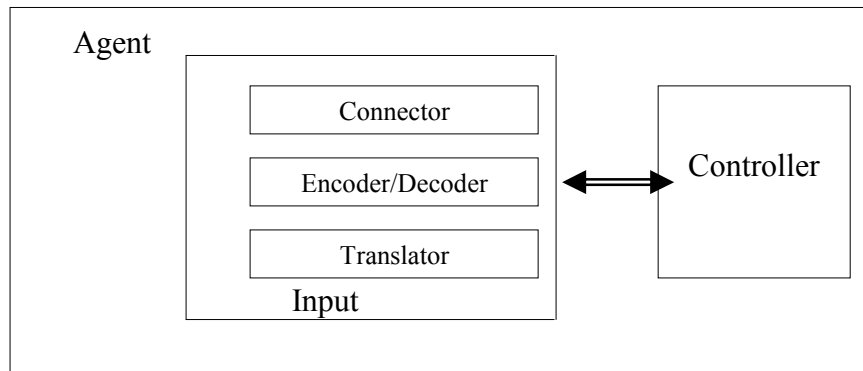 Agent
Connector
Encoder/Decoder
Translator
Input
Controller